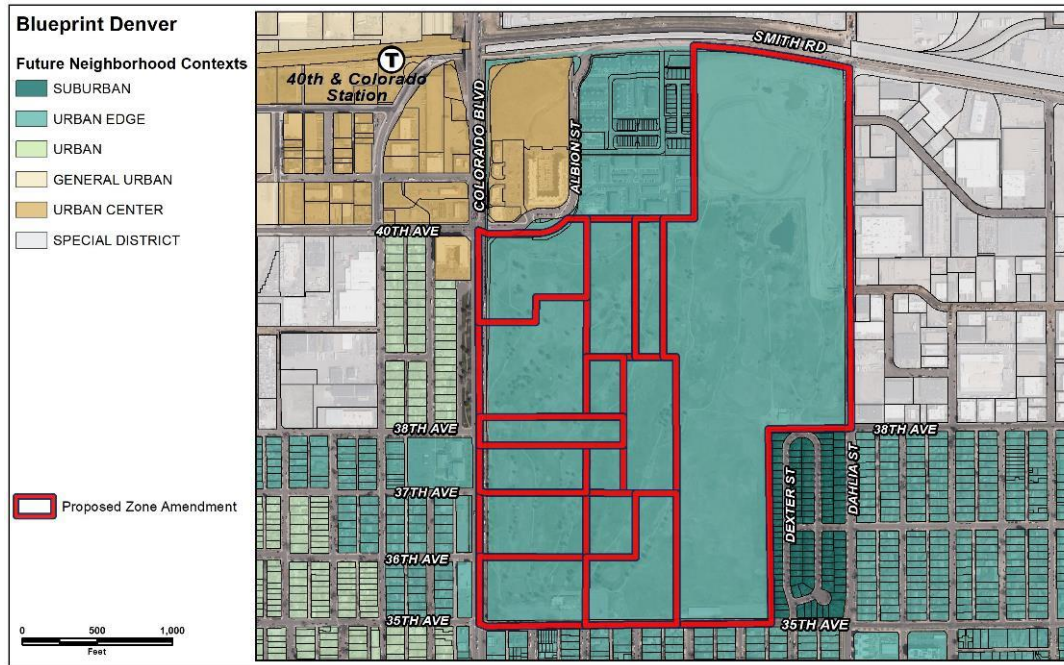 Blueprint Denver
Future Neighborhood Contexts
SUBURBAN
URBAN EDGE
URBAN
GENERAL URBAN
URBAN CENTER
SPECIAL DISTRICT
Proposed Zone Amendment
0 500 1,000
Feet
SMITH RD
T
40th & Colorado
Station
COLORADO BLVD
ALBION ST
40TH AVE
38TH AVE
38TH AVE
37TH AVE
DEXTER ST
DAHLIA ST
36TH AVE
35TH AVE
35TH AVE